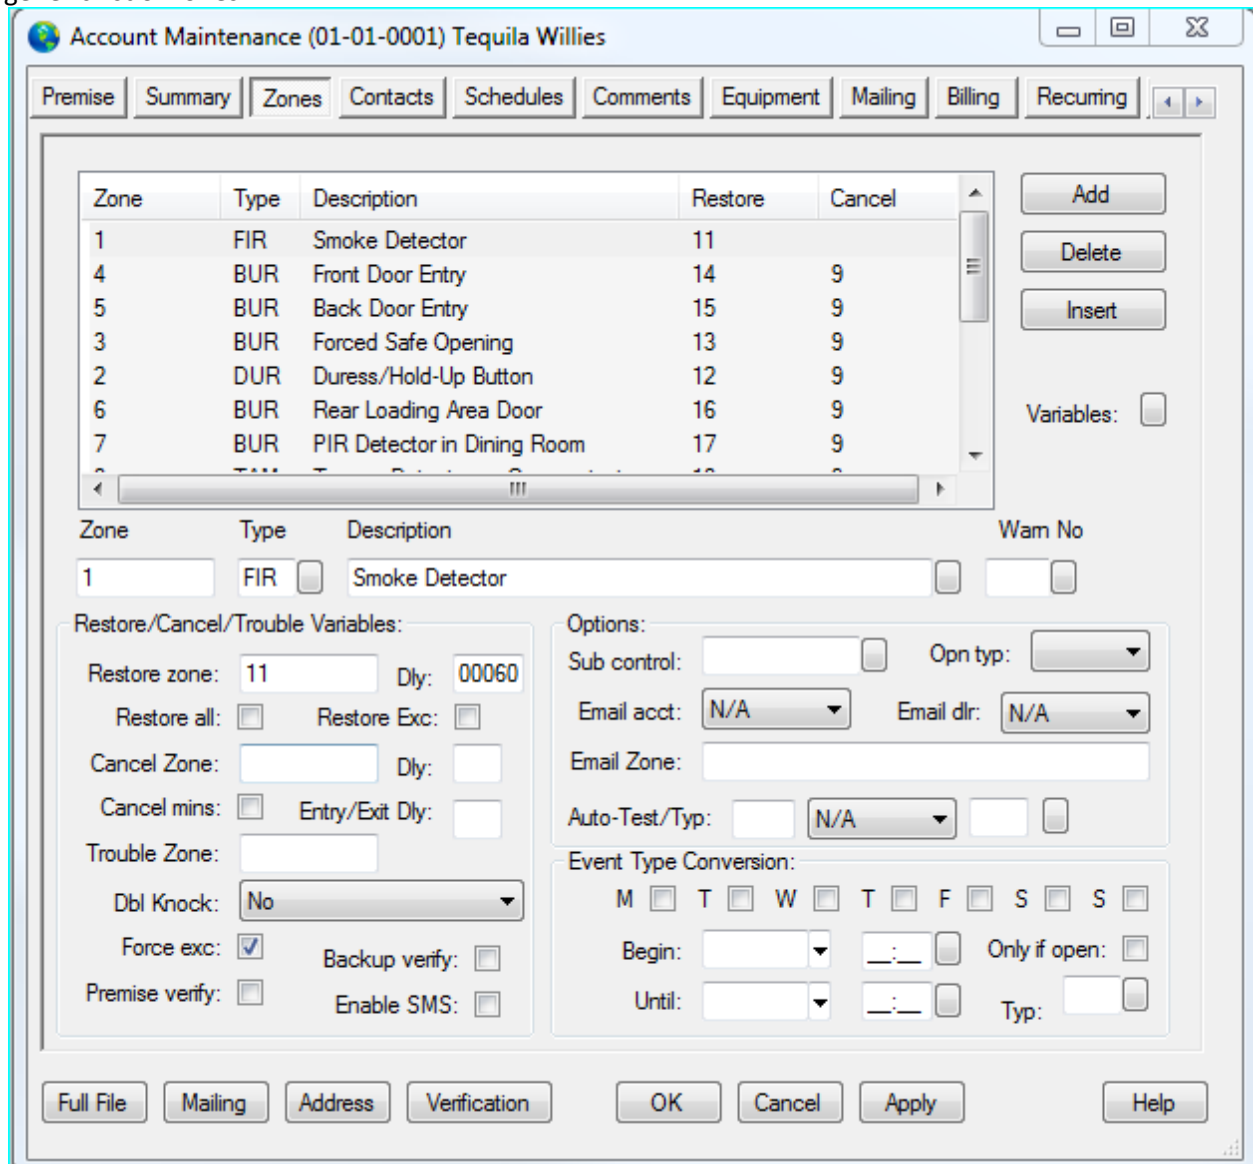 Account Maintenance (01-01-0001) Tequila Willies
Premise Summary Zones Contacts Schedules Comments Equipment Mailing Billing Recurring
Zone Type Description Restore Cancel
1 FIR Smoke Detector 11
4 BUR Front Door Entry 14 9
5 BUR Back Door Entry 15 9
3 BUR Forced Safe Opening 13 9
2 DUR Duress/Hold-Up Button 12 9
6 BUR Rear Loading Area Door 16 9
7 BUR PIR Detector in Dining Room 17 9
Add
Delete
Insert
Variables:
Zone Type Description Warn No
1 FIR Smoke Detector
Restore/Cancel/Trouble Variables:
Restore zone: 11 Dly: 00060
Restore all: Restore Exc:
Cancel Zone: Dly:
Cancel mins: Entry/Exit Dly:
Trouble Zone:
Dbl Knock: No
Force exc: Backup verify:
Premise verify: Enable SMS:
Options:
Sub control: Opn typ:
Email acct: N/A Email dlr: N/A
Email Zone:
Auto-Test/Typ: N/A
Event Type Conversion:
M T W T F S S
Begin: __:__ Only if open:
Until: __:__ Typ:
Full File Mailing Address Verification OK Cancel Apply Help